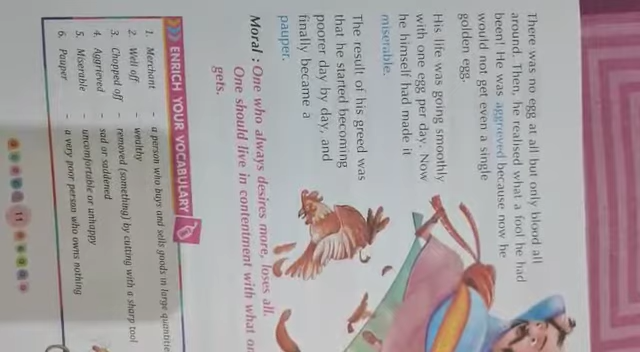 There was no egg at all but only blood all
around. Then, he realised what a fool he had
been! He was aggrieved because now he
would not get even a single
golden egg.
His life was going smoothly
with one egg per day. Now
he himself had made it
miserable.
The result of his greed was
that he started becoming
poorer day by day, and
finally became a
pauper.
Moral : One who always desires more, loses all.
One should live in contentment with what
gets.
ENRICH YOUR VOCABULARY
1. Merchant - a person who buys and sells goods in large
2. Well off - wealthy
3. Chopped off - removed (something) by cutting with a sharp tool
4. Aggrieved - sad or saddened
5. Miserable - uncomfortable or unhappy
6. Pauper - a very poor person who owns nothing
11